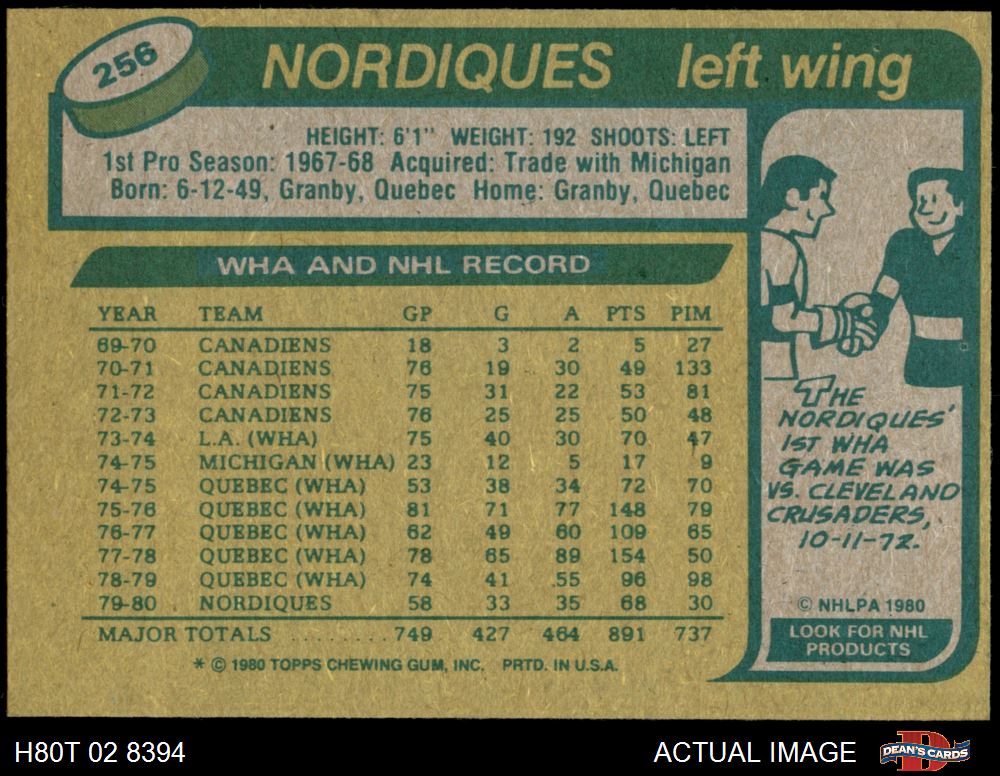 256
NORDIQUES left wing
HEIGHT: 6'1" WEIGHT: 192 SHOOTS: LEFT
1st Pro Season: 1967-68 Acquired: Trade with Michigan
Born: 6-12-49, Granby, Quebec Home: Granby, Quebec
WHA AND NHL RECORD
YEAR TEAM GP G A PTS PIM
69-70 CANADIENS 18 3 2 5 27
70-71 CANADIENS 76 19 30 49 133
71-72 CANADIENS 75 31 22 53 81
72-73 CANADIENS 76 25 25 50 48
73-74 L.A. (WHA) 75 40 30 70 47
74-75 MICHIGAN (WHA) 23 12 5 17 9
74-75 QUEBEC (WHA) 53 38 34 72 70
75-76 QUEBEC (WHA) 81 71 77 148 79
76-77 QUEBEC (WHA) 62 49 60 109 65
77-78 QUEBEC (WHA) 78 65 89 154 50
78-79 QUEBEC (WHA) 74 41 55 96 98
79-80 NORDIQUES 58 33 35 68 30
MAJOR TOTALS ........749 427 464 891 737
* © 1980 TOPPS CHEWING GUM, INC. PRTD. IN U.S.A.
THE
NORDIQUES'
1ST WHA
GAME WAS
VS. CLEVELAND
CRUSADERS,
10-11-72.
© NHLPA 1980
LOOK FOR NHL
PRODUCTS
H80T 02 8394
ACTUAL IMAGE
D
DEAN'S CARDS